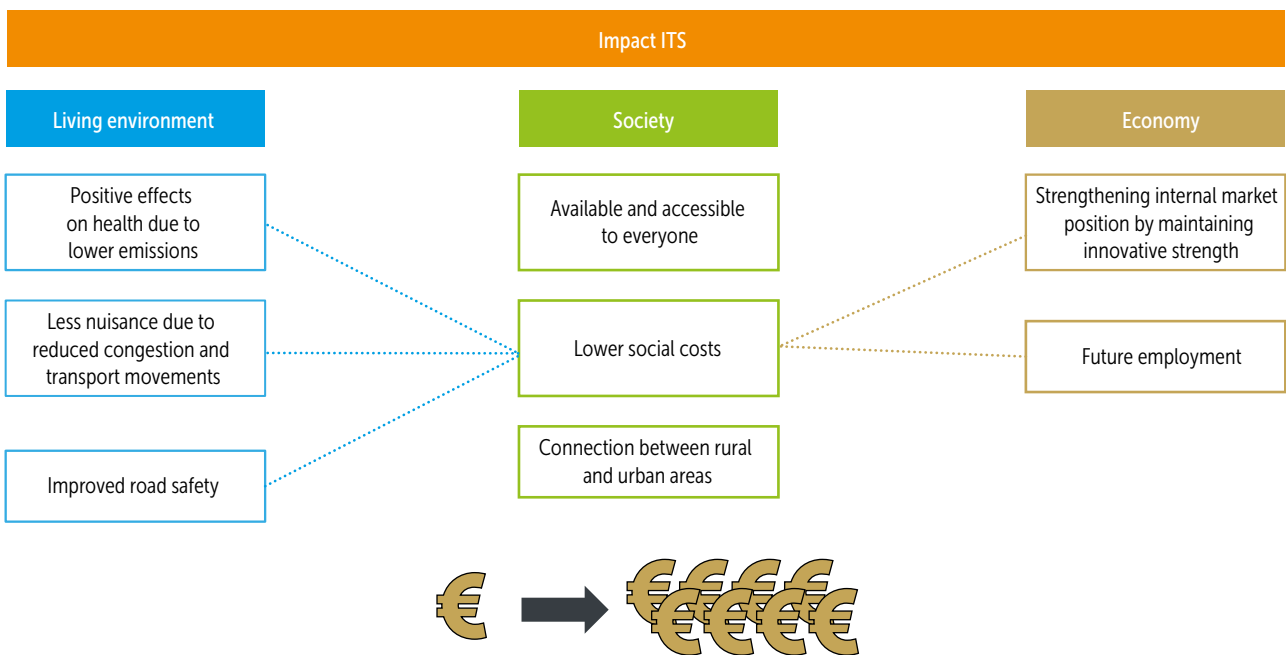 Impact ITS
Living environment
Society
Economy
Positive effects
on health due to
lower emissions
Available and accessible
to everyone
Strengthening internal market
position by maintaining
innovative strength
Less nuisance due to
reduced congestion and
transport movements
Lower social costs
Future employment
Improved road safety
Connection between rural
and urban areas
€
€€€€
€€€€